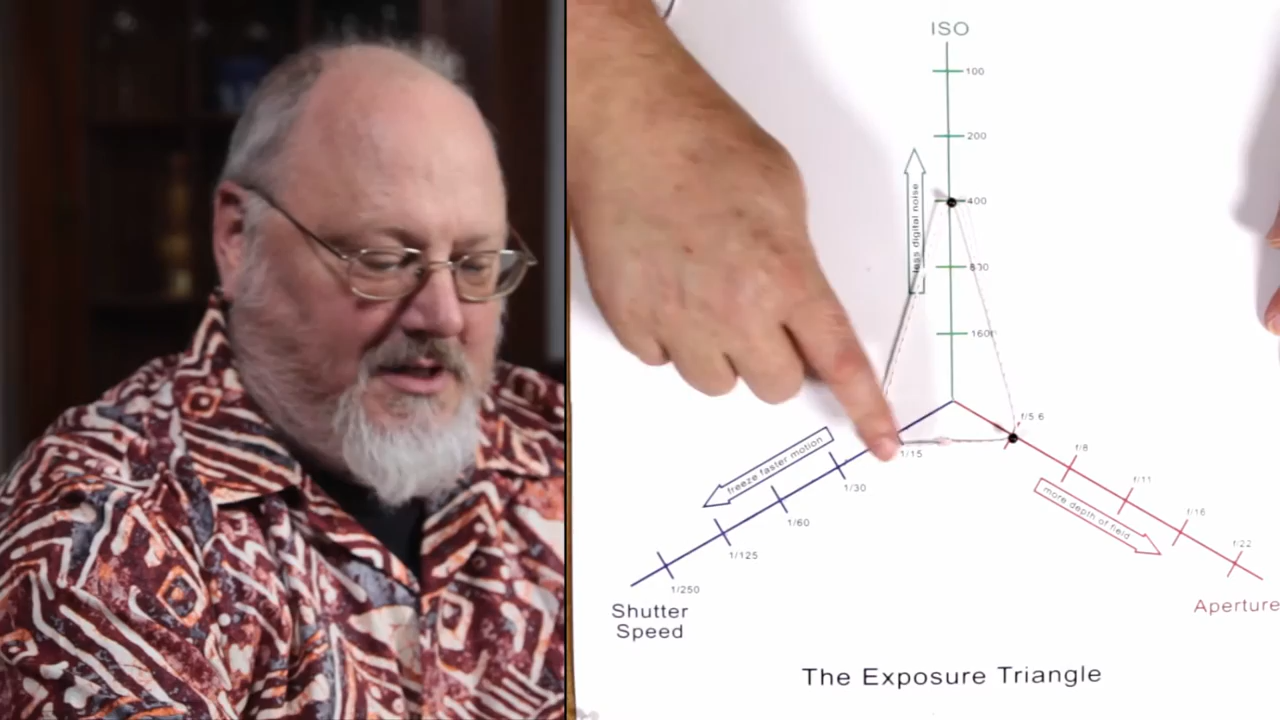 ISO
100
200
400
less digital noise
800
1600
f/5.6
1/15
f/8
freeze faster motion
1/30
f/11
more depth of field
1/60
f/16
1/125
f/22
1/250
Shutter
Speed
Aperture
The Exposure Triangle